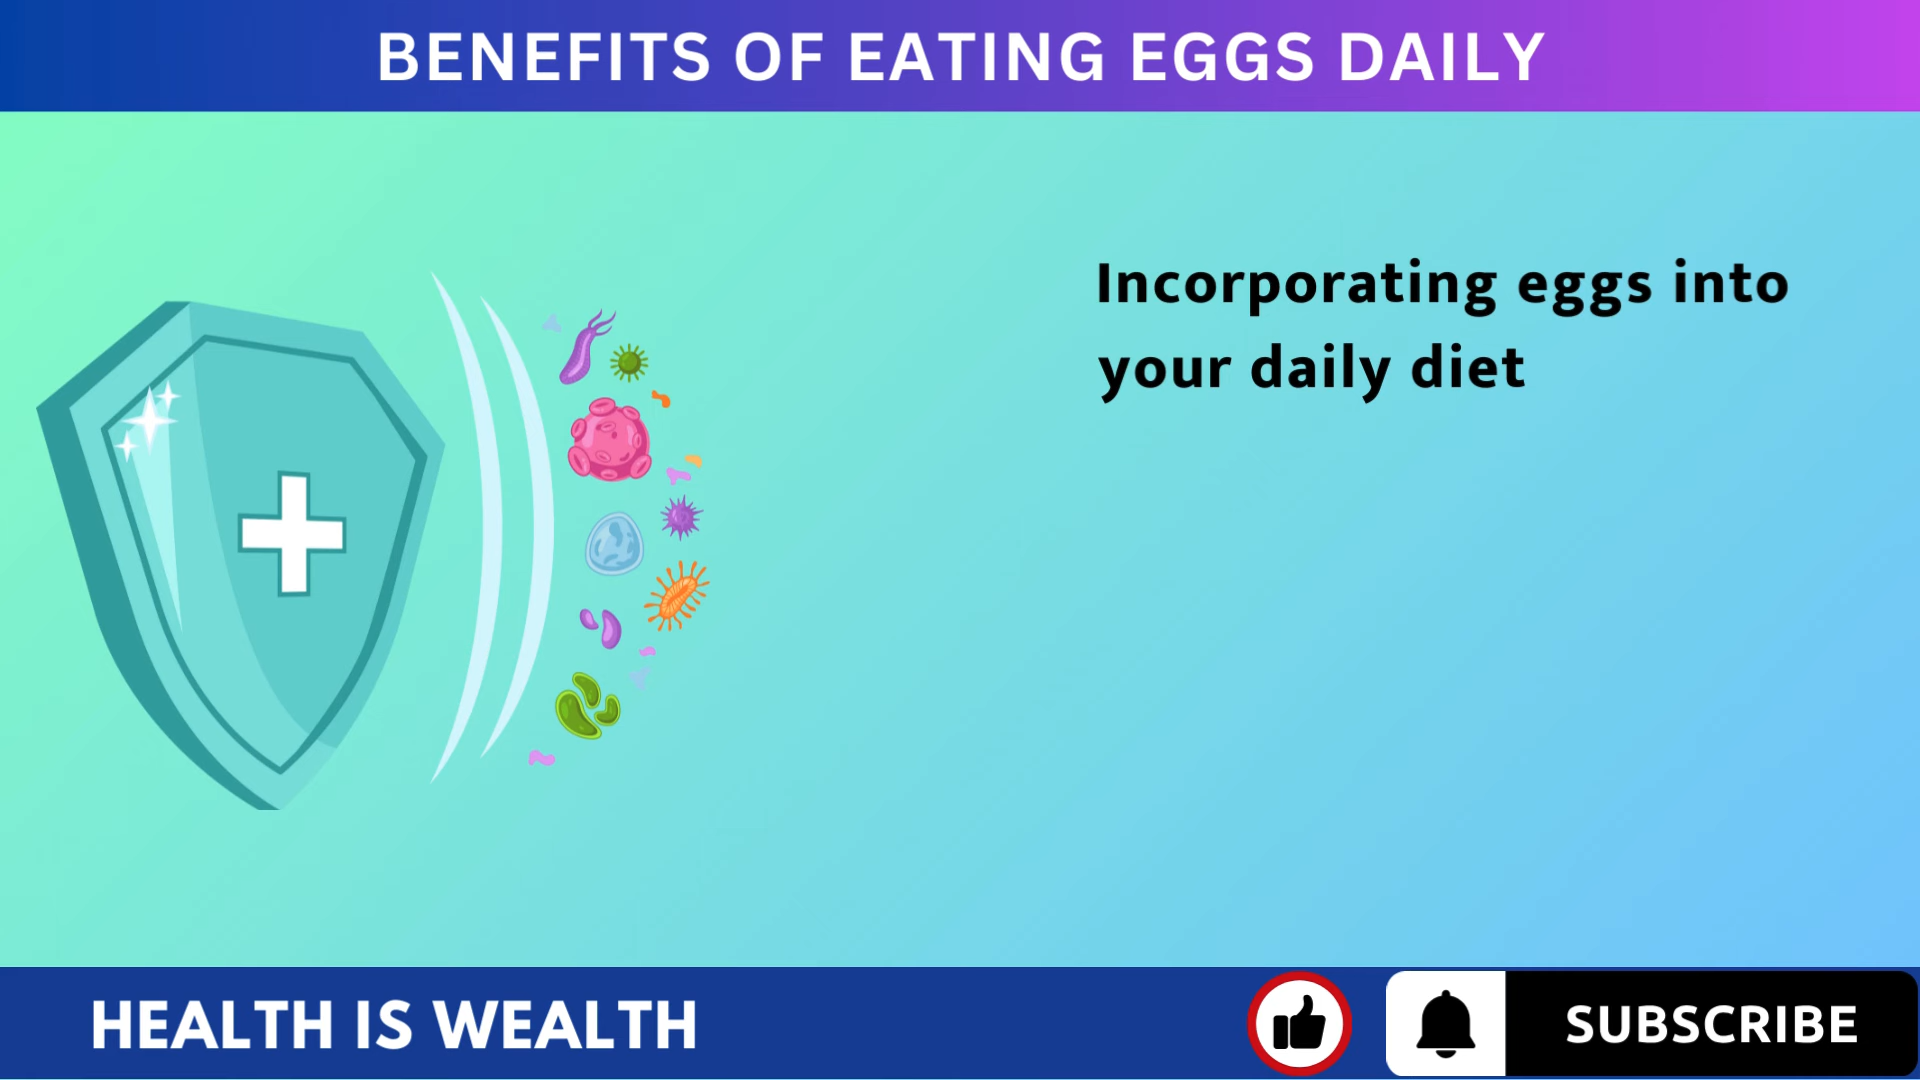 BENEFITS OF EATING EGGS DAILY
Incorporating eggs into
your daily diet
HEALTH IS WEALTH
SUBSCRIBE